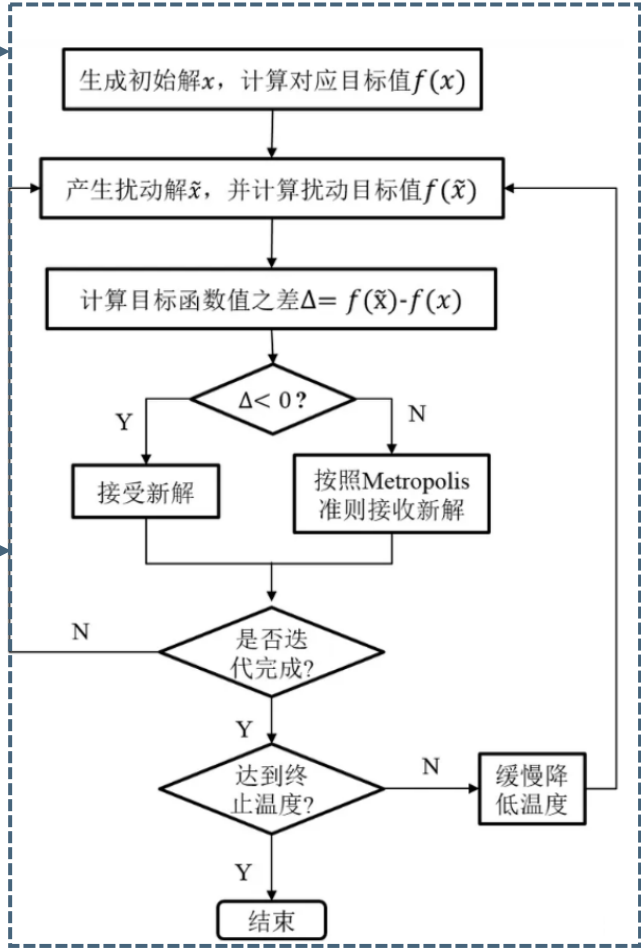 生成初始解x，计算对应目标值f(x)
产生扰动解x̃，并计算扰动目标值f(x̃)
计算目标函数值之差Δ= f(x̃)-f(x)
Δ< 0？
Y
N
接受新解
按照Metropolis
准则接收新解
是否迭
代完成?
N
Y
达到终
止温度?
N
缓慢降
低温度
Y
结束